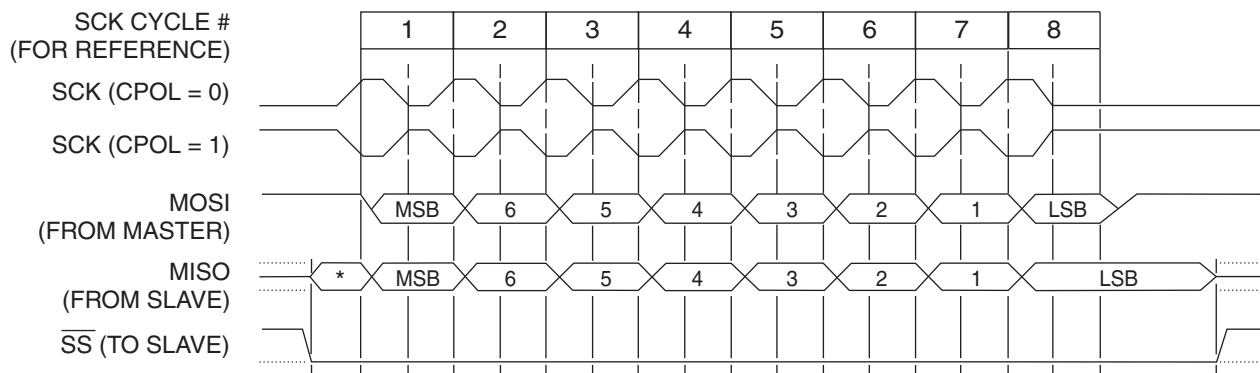 SCK CYCLE # 1 2 3 4 5 6 7 8
(FOR REFERENCE)
SCK (CPOL = 0)
SCK (CPOL = 1)
MOSI MSB 6 5 4 3 2 1 LSB
(FROM MASTER)
MISO * MSB 6 5 4 3 2 1 LSB
(FROM SLAVE)
SS (TO SLAVE)